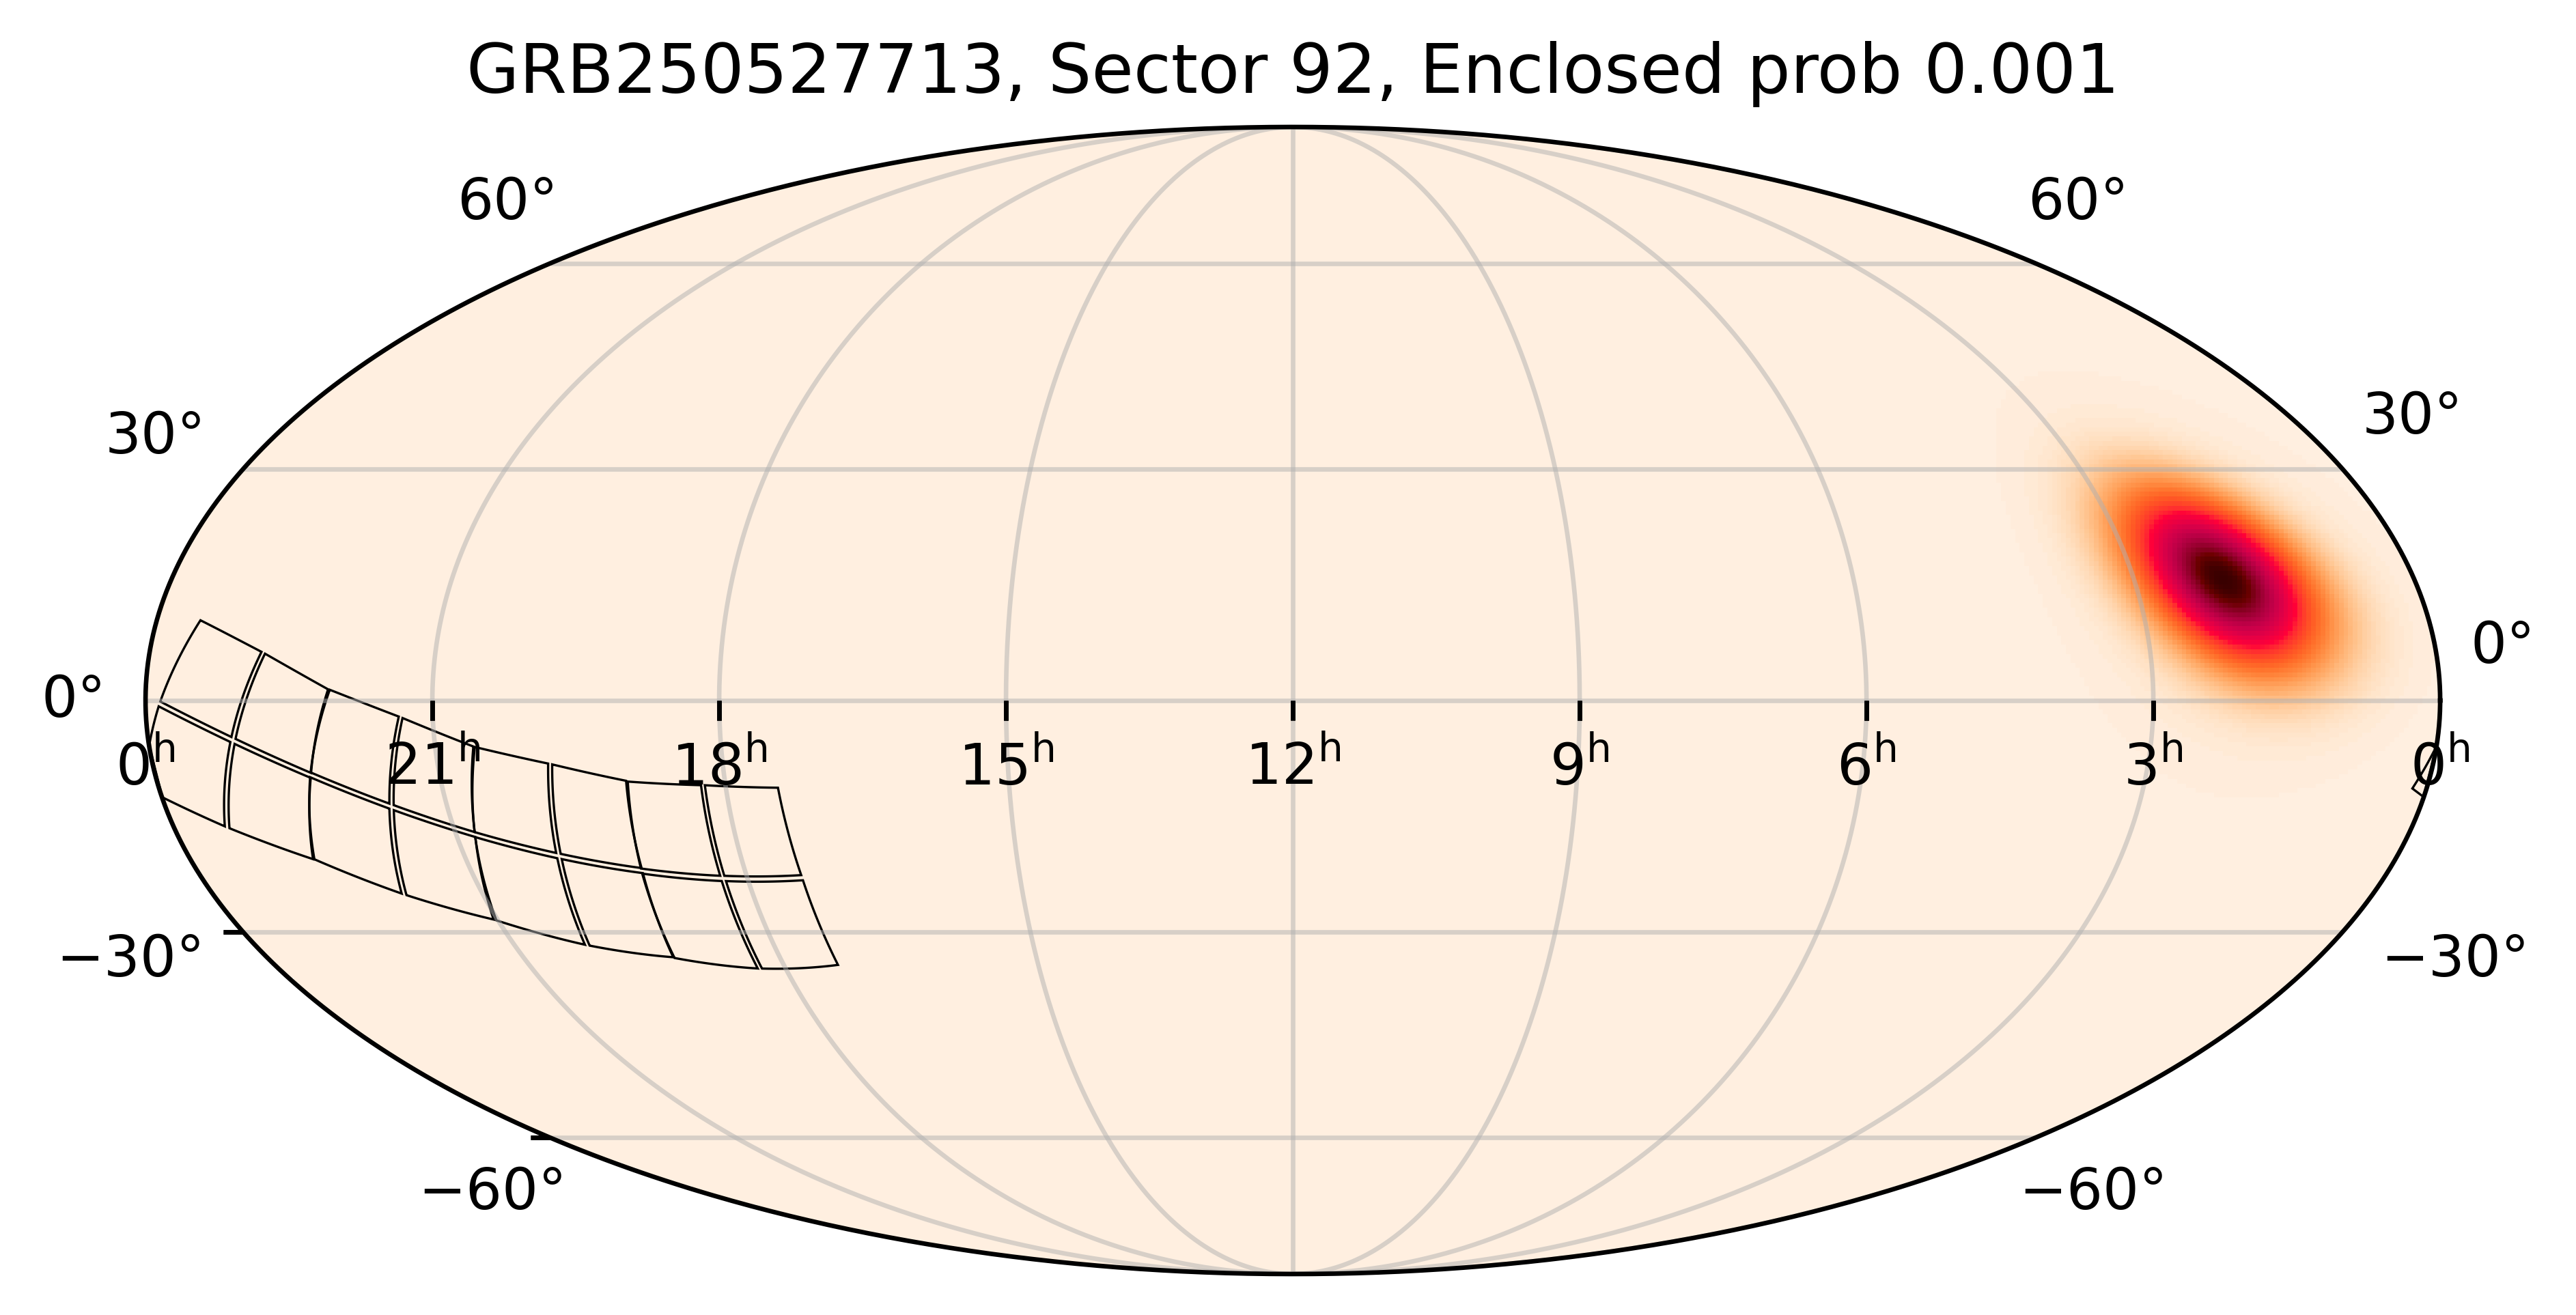 GRB250527713, Sector 92, Enclosed prob 0.001
60° 60°
30° 30°
0° 0°
0ʰ 21ʰ 18ʰ 15ʰ 12ʰ 9ʰ 6ʰ 3ʰ 0ʰ
−30° −30°
−60° −60°